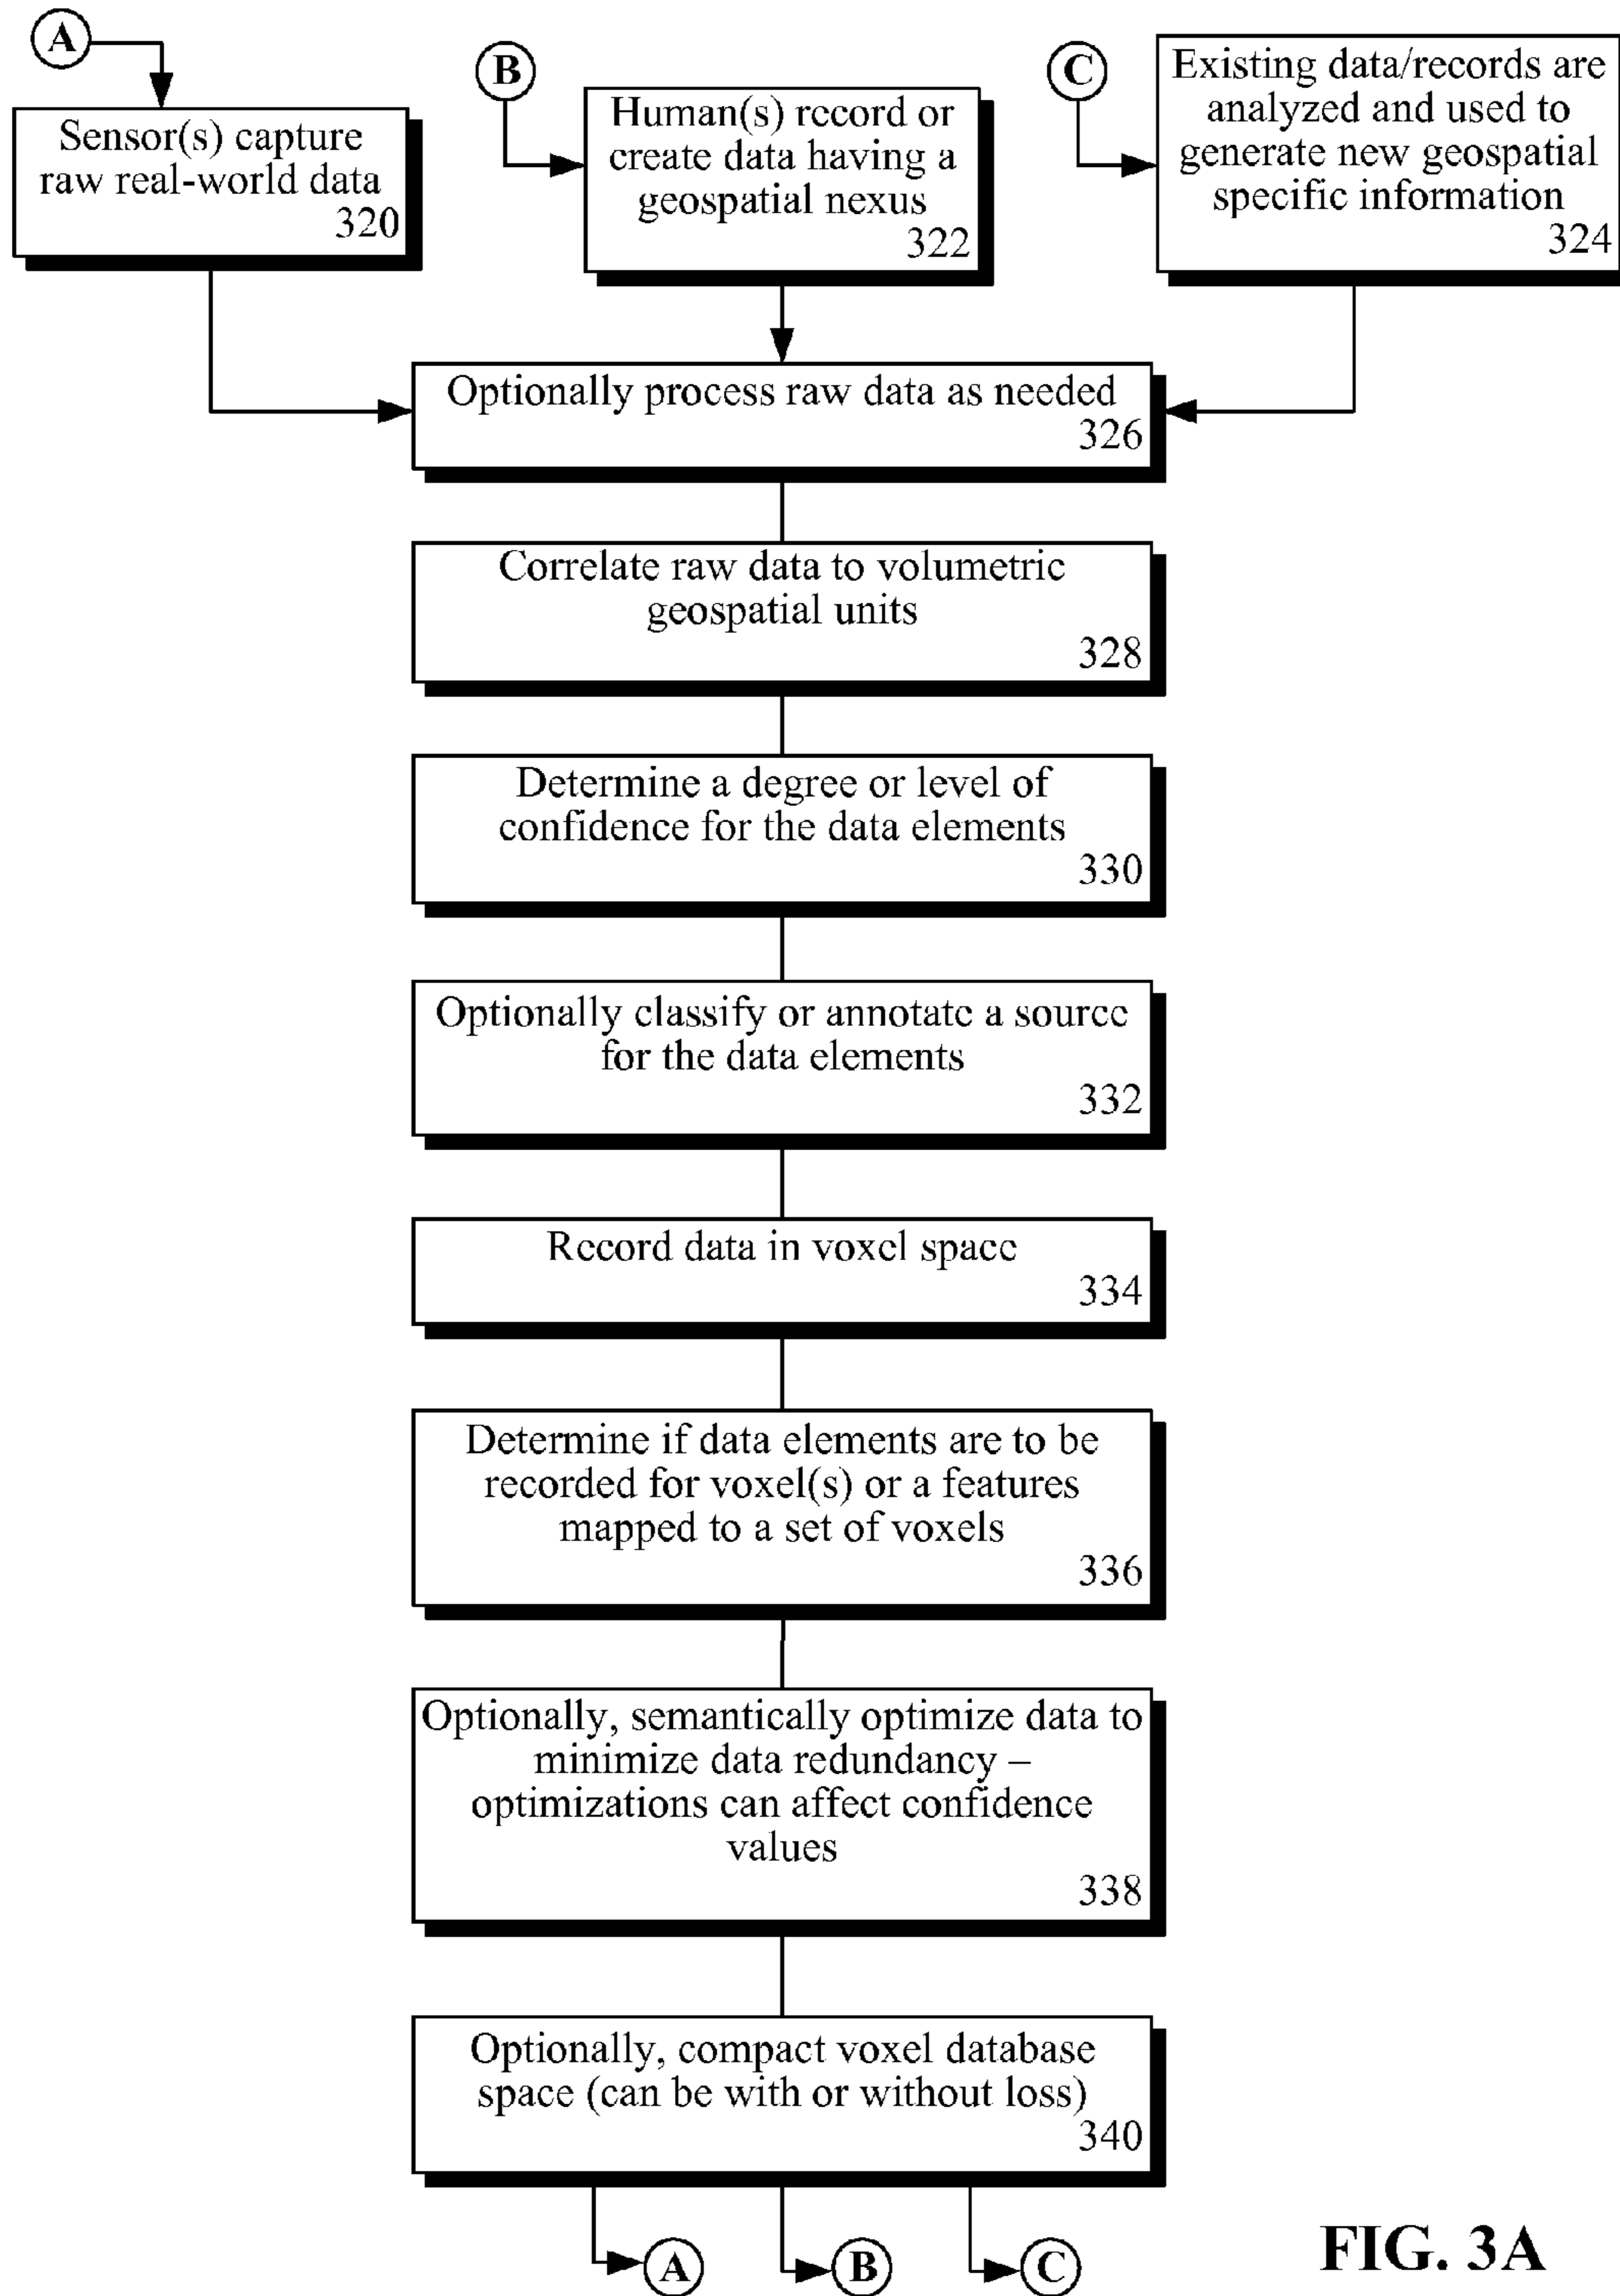 A
Sensor(s) capture
raw real-world data
320
B
Human(s) record or
create data having a
geospatial nexus
322
C
Existing data/records are
analyzed and used to
generate new geospatial
specific information
324
Optionally process raw data as needed
326
Correlate raw data to volumetric
geospatial units
328
Determine a degree or level of
confidence for the data elements
330
Optionally classify or annotate a source
for the data elements
332
Record data in voxel space
334
Determine if data elements are to be
recorded for voxel(s) or a features
mapped to a set of voxels
336
Optionally, semantically optimize data to
minimize data redundancy –
optimizations can affect confidence
values
338
Optionally, compact voxel database
space (can be with or without loss)
340
A
B
C
FIG. 3A